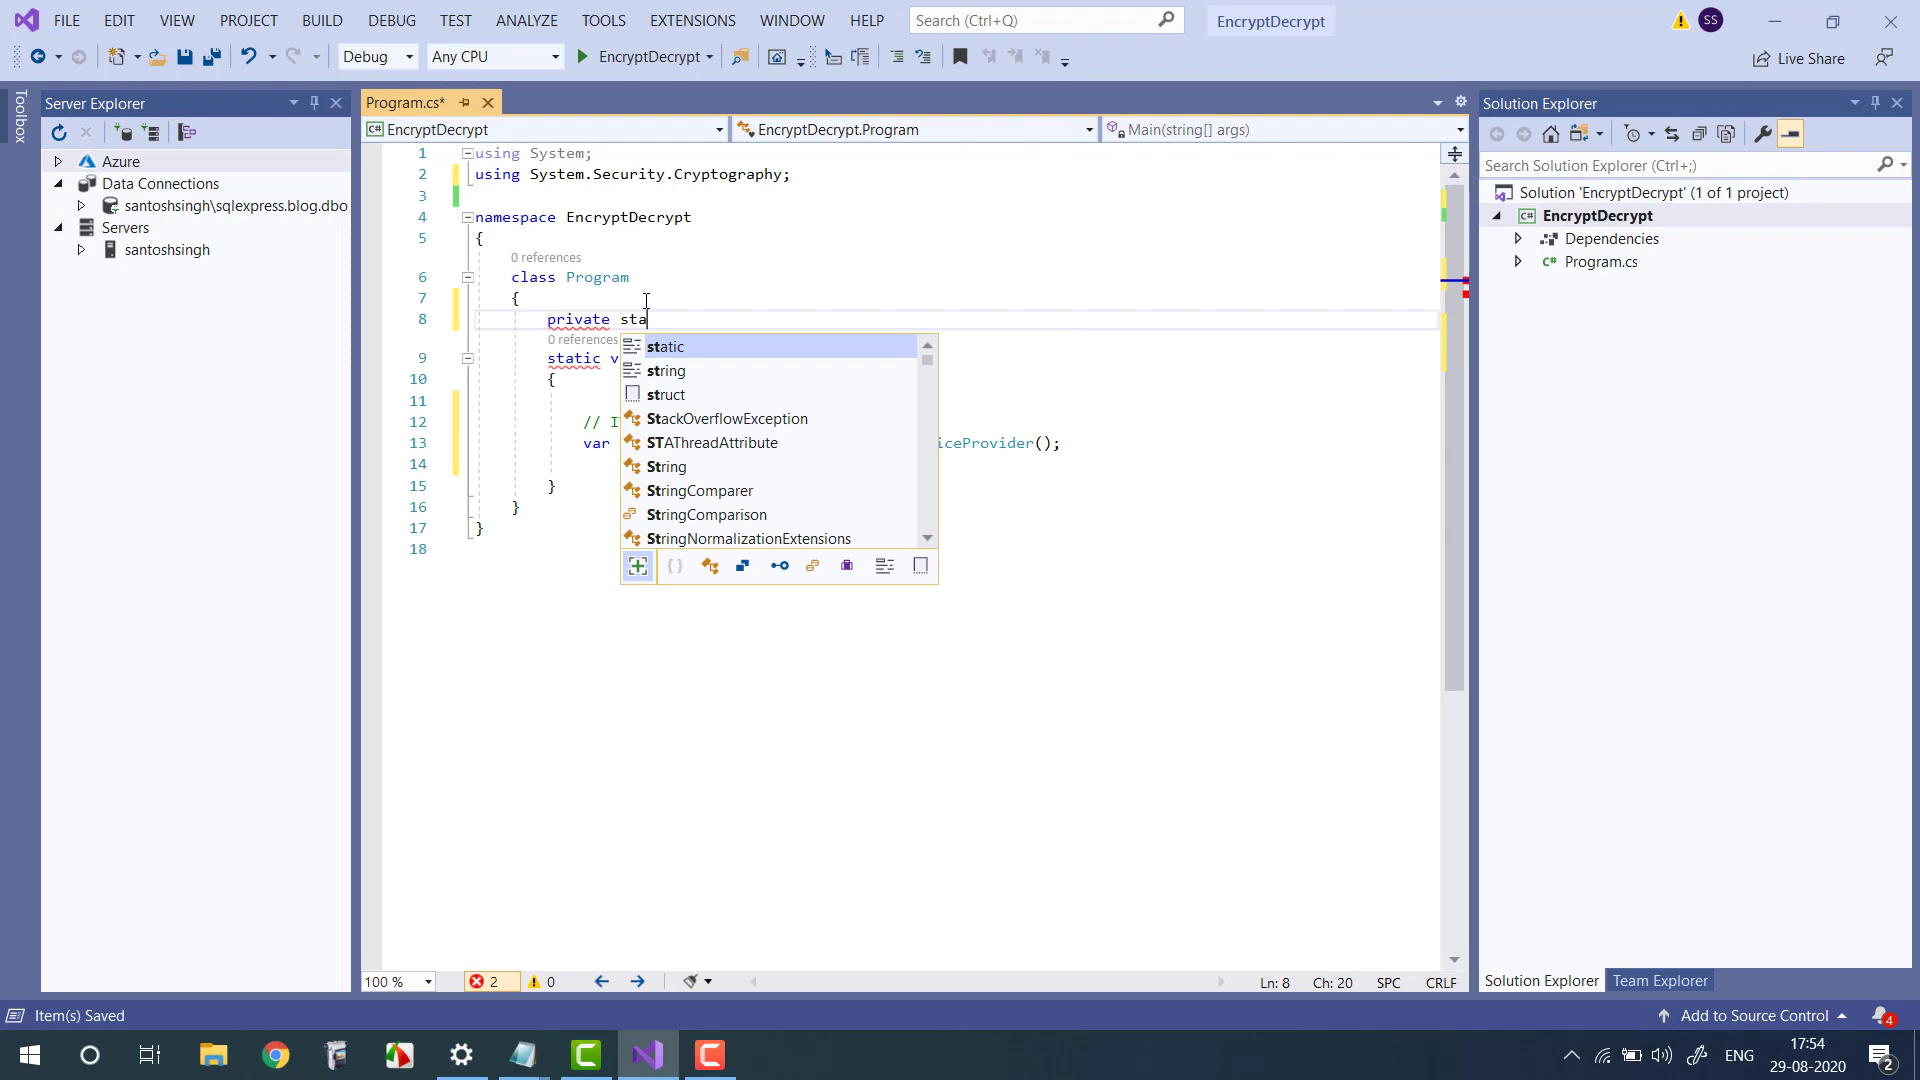 FILE EDIT VIEW PROJECT BUILD DEBUG TEST ANALYZE TOOLS EXTENSIONS WINDOW HELP Search (Ctrl+Q) EncryptDecrypt SS
Debug Any CPU EncryptDecrypt Live Share
Toolbox
Server Explorer
Azure
Data Connections
santoshsingh\sqlexpress.blog.dbo
Servers
santoshsingh
Program.cs*
EncryptDecrypt EncryptDecrypt.Program Main(string[] args)
1 using System;
2 using System.Security.Cryptography;
3
4 namespace EncryptDecrypt
5 {
0 references
6 class Program
7 {
8 private sta
0 references
9 static v
10 {
11
12 // I
13 var iceProvider();
14
15 }
16 }
17 }
18
static
string
struct
StackOverflowException
STAThreadAttribute
String
StringComparer
StringComparison
StringNormalizationExtensions
100 % 2 0 Ln: 8 Ch: 20 SPC CRLF
Solution Explorer
Search Solution Explorer (Ctrl+;)
Solution 'EncryptDecrypt' (1 of 1 project)
C# EncryptDecrypt
Dependencies
C# Program.cs
Solution Explorer Team Explorer
Item(s) Saved Add to Source Control 4
ENG 17:54
29-08-2020 2